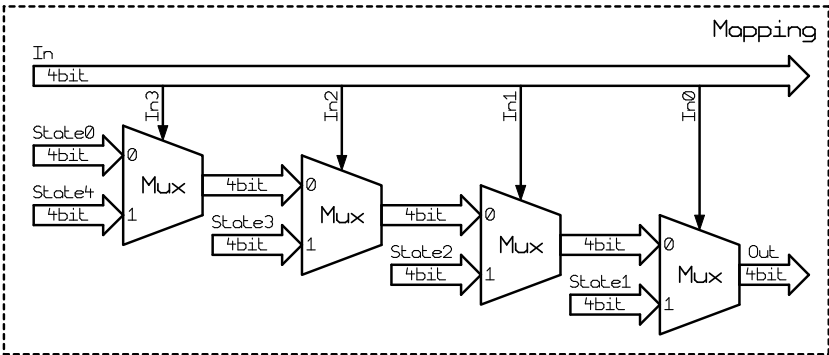 Mapping
In
4bit
In3
In2
In1
In0
State0
4bit
0
Mux
State4
4bit
1
4bit
0
Mux
State3
4bit
1
4bit
0
Mux
State2
4bit
1
4bit
0
Mux
State1
4bit
1
Out
4bit